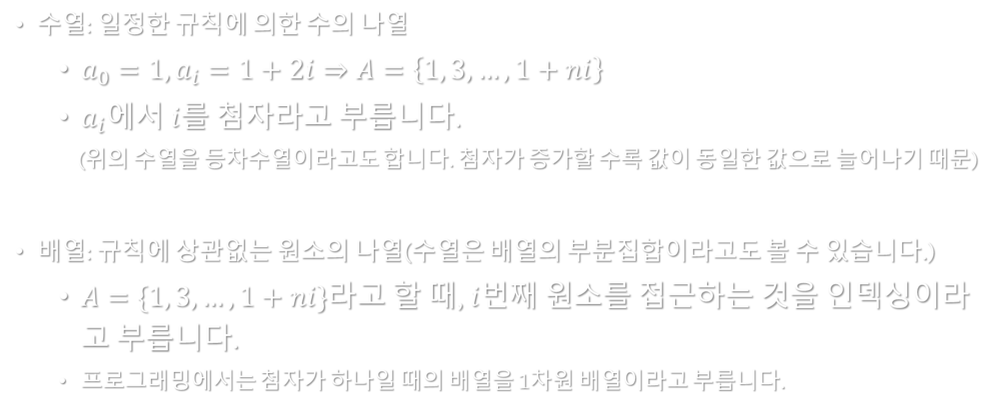 • 수열: 일정한 규칙에 의한 수의 나열
• a₀ = 1, aᵢ = 1 + 2i ⇒ A = {1, 3, … , 1 + ni}
• aᵢ에서 i를 첨자라고 부릅니다.
(위의 수열을 등차수열이라고도 합니다. 첨자가 증가할 수록 값이 동일한 값으로 늘어나기 때문)
• 배열: 규칙에 상관없는 원소의 나열(수열은 배열의 부분집합이라고도 볼 수 있습니다.)
• A = {1, 3, … , 1 + ni}라고 할 때, i번째 원소를 접근하는 것을 인덱싱이라
고 부릅니다.
• 프로그래밍에서는 첨자가 하나일 때의 배열을 1차원 배열이라고 부릅니다.